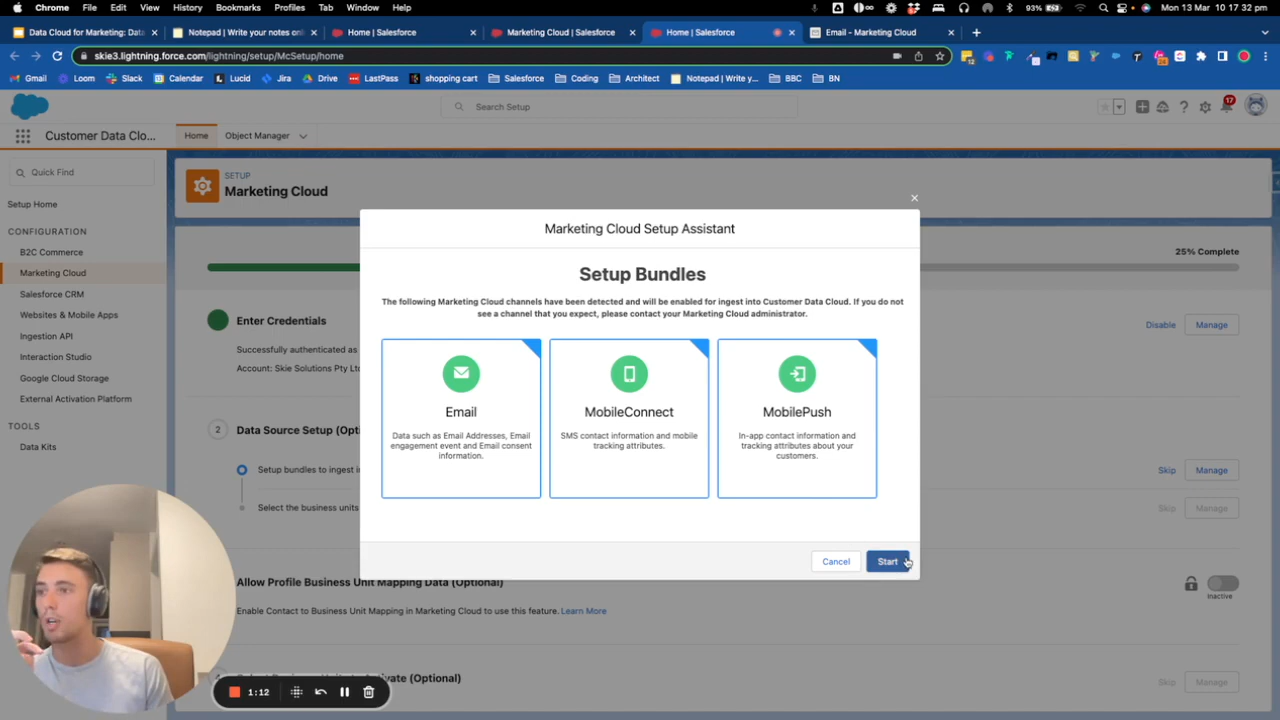 Chrome File Edit View History Bookmarks Profiles Tab Window Help 93% Mon 13 Mar 10 17 32 pm
Data Cloud for Marketing: Data Notepad | Write your notes onl Home | Salesforce Marketing Cloud | Salesforce Home | Salesforce Email - Marketing Cloud
skie3.lightning.force.com/lightning/setup/McSetup/home
Gmail Loom Slack Calendar Lucid Jira Drive LastPass shopping cart Salesforce Coding Architect Notepad | Write y... BBC BN
Search Setup
17
Customer Data Clo... Home Object Manager
Quick Find
Setup Home
CONFIGURATION
B2C Commerce
Marketing Cloud
Salesforce CRM
Websites & Mobile Apps
Ingestion API
Interaction Studio
Google Cloud Storage
External Activation Platform
TOOLS
Data Kits
SETUP
Marketing Cloud
25% Complete
Enter Credentials
Successfully authenticated as
Account: Skie Solutions Pty Lt
Disable Manage
2 Data Source Setup (Opti
Setup bundles to ingest i
Skip Manage
Select the business units
Skip Manage
Allow Profile Business Unit Mapping Data (Optional)
Enable Contact to Business Unit Mapping in Marketing Cloud to use this feature. Learn More
Inactive
(Optional)
Skip Manage
Marketing Cloud Setup Assistant
Setup Bundles
The following Marketing Cloud channels have been detected and will be enabled for ingest into Customer Data Cloud. If you do not
see a channel that you expect, please contact your Marketing Cloud administrator.
Email
Data such as Email Addresses, Email
engagement event and Email consent
information.
MobileConnect
SMS contact information and mobile
tracking attributes.
MobilePush
In-app contact information and
tracking attributes about your
customers.
Cancel Start
1:12